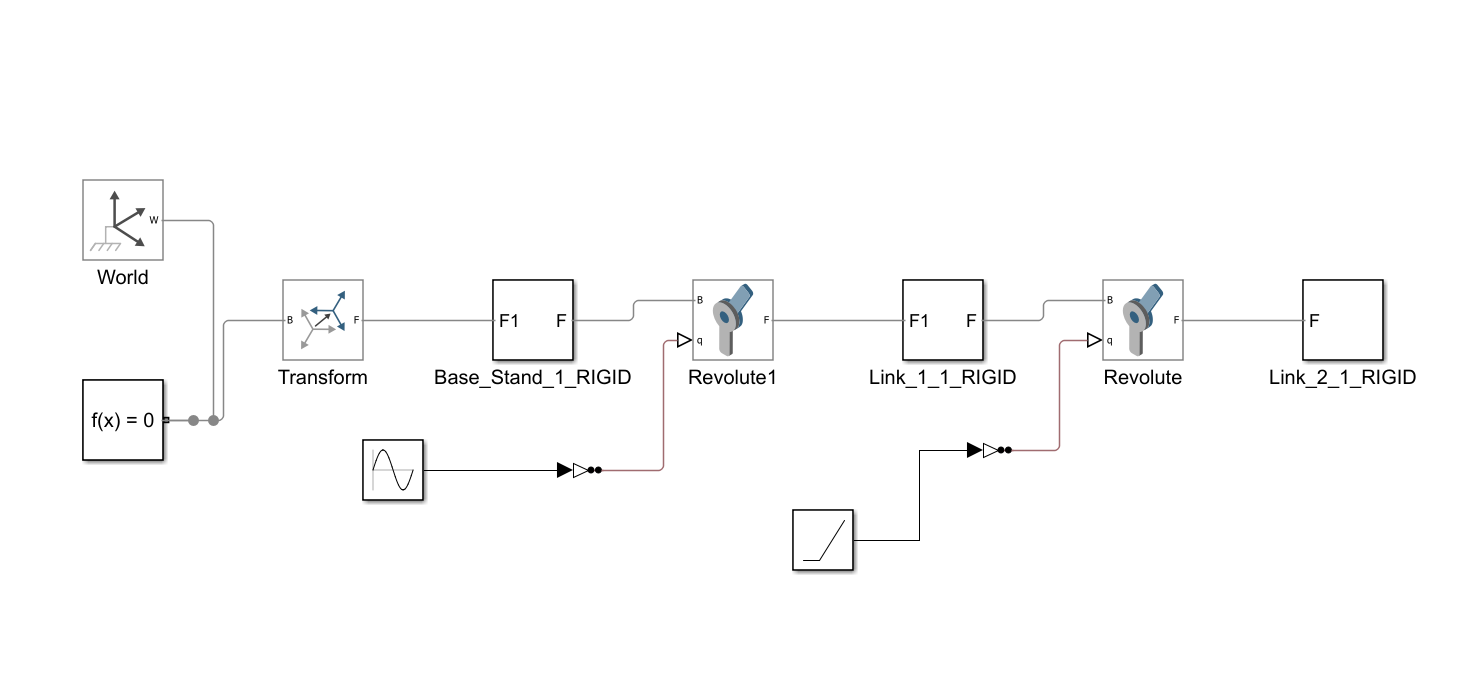 W
World
f(x) = 0
B
F
Transform
F1
F
Base_Stand_1_RIGID
B
q
F
Revolute1
F1
F
Link_1_1_RIGID
B
q
F
Revolute
F
Link_2_1_RIGID